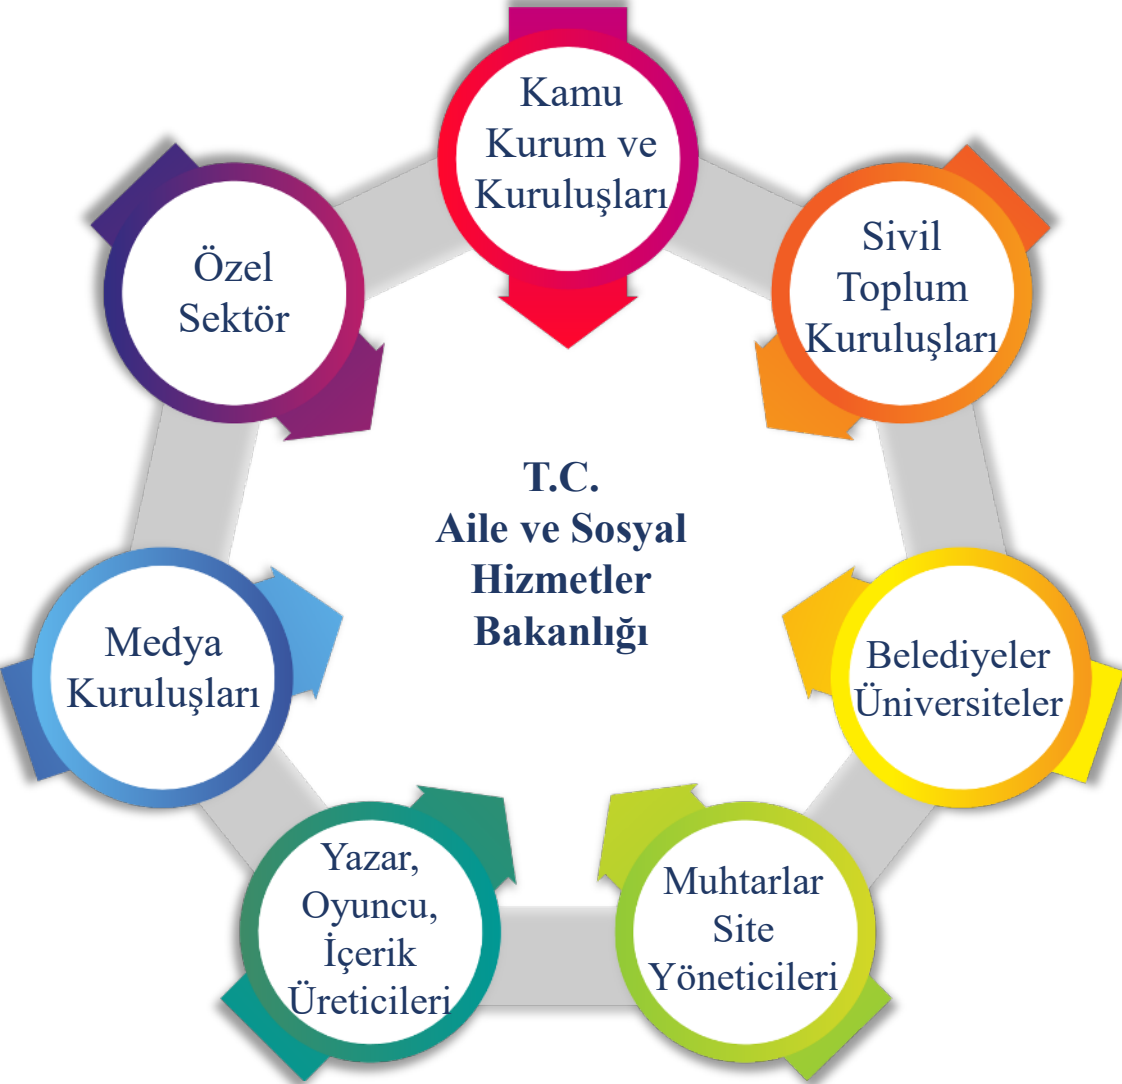 Kamu
Kurum ve
Kuruluşları
Sivil
Toplum
Kuruluşları
Belediyeler
Üniversiteler
Muhtarlar
Site
Yöneticileri
Yazar,
Oyuncu,
İçerik
Üreticileri
Medya
Kuruluşları
Özel
Sektör
T.C.
Aile ve Sosyal
Hizmetler
Bakanlığı